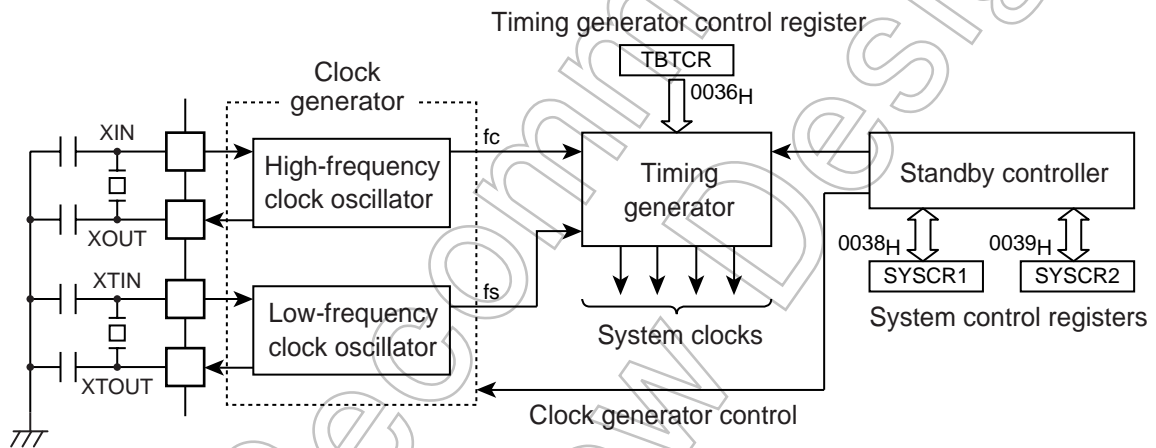 Timing generator control register
TBTCR
0036H
Clock
generator
XIN
XOUT
XTIN
XTOUT
High-frequency
clock oscillator
fc
Low-frequency
clock oscillator
fs
Timing
generator
System clocks
Standby controller
0038H
0039H
SYSCR1
SYSCR2
System control registers
Clock generator control